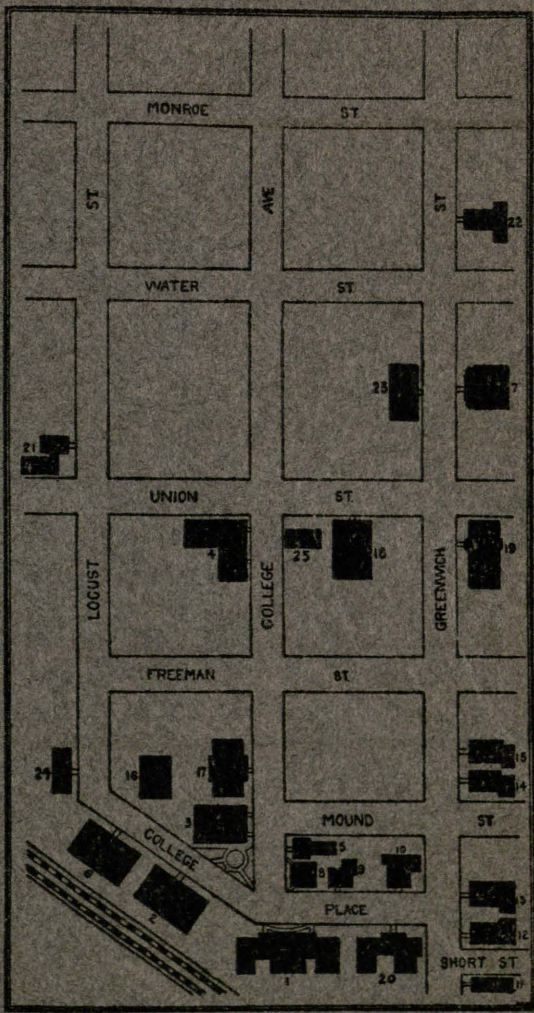 MONROE ST.
ST
AVE
ST
22
WATER ST.
23
7
21
UNION ST.
4
25
18
19
LOCUST
COLLEGE
GREENWICH
FREEMAN ST.
24
16
17
15
14
3
MOUND ST
COLLEGE
5
10
6
8
9
13
2
PLACE
12
SHORT ST
1
20
11